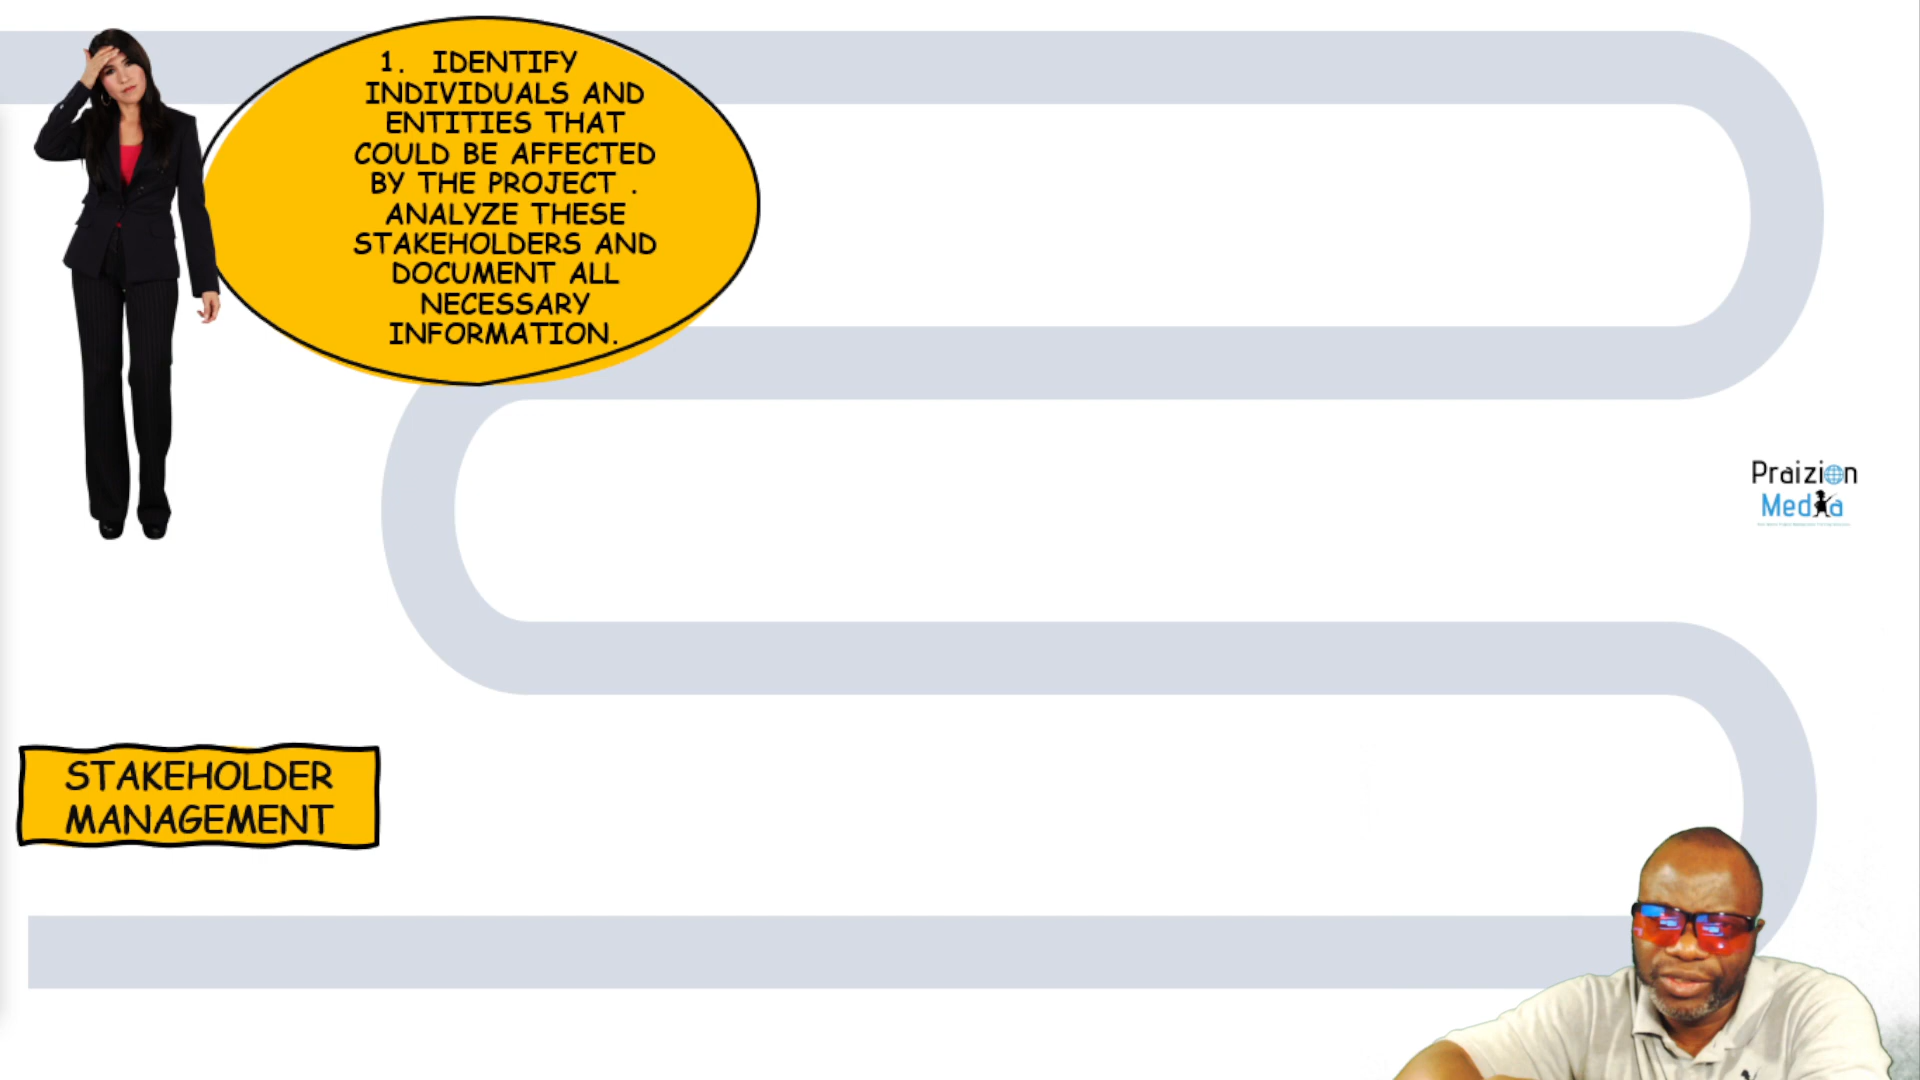 1. IDENTIFY
INDIVIDUALS AND
ENTITIES THAT
COULD BE AFFECTED
BY THE PROJECT .
ANALYZE THESE
STAKEHOLDERS AND
DOCUMENT ALL
NECESSARY
INFORMATION.
Praizion
Media
STAKEHOLDER
MANAGEMENT